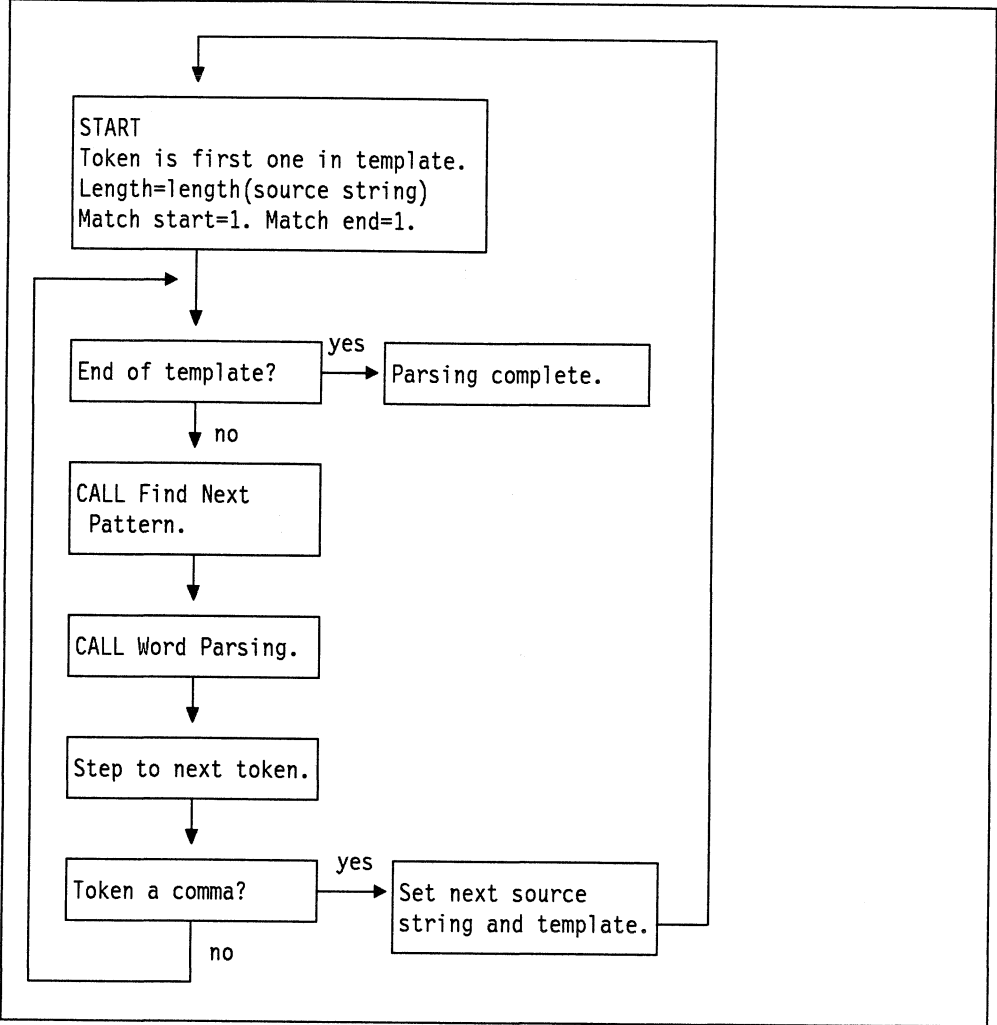 START
Token is first one in template.
Length=length(source string)
Match start=1. Match end=1.
End of template?
yes
Parsing complete.
no
CALL Find Next
Pattern.
CALL Word Parsing.
Step to next token.
Token a comma?
yes
Set next source
string and template.
no